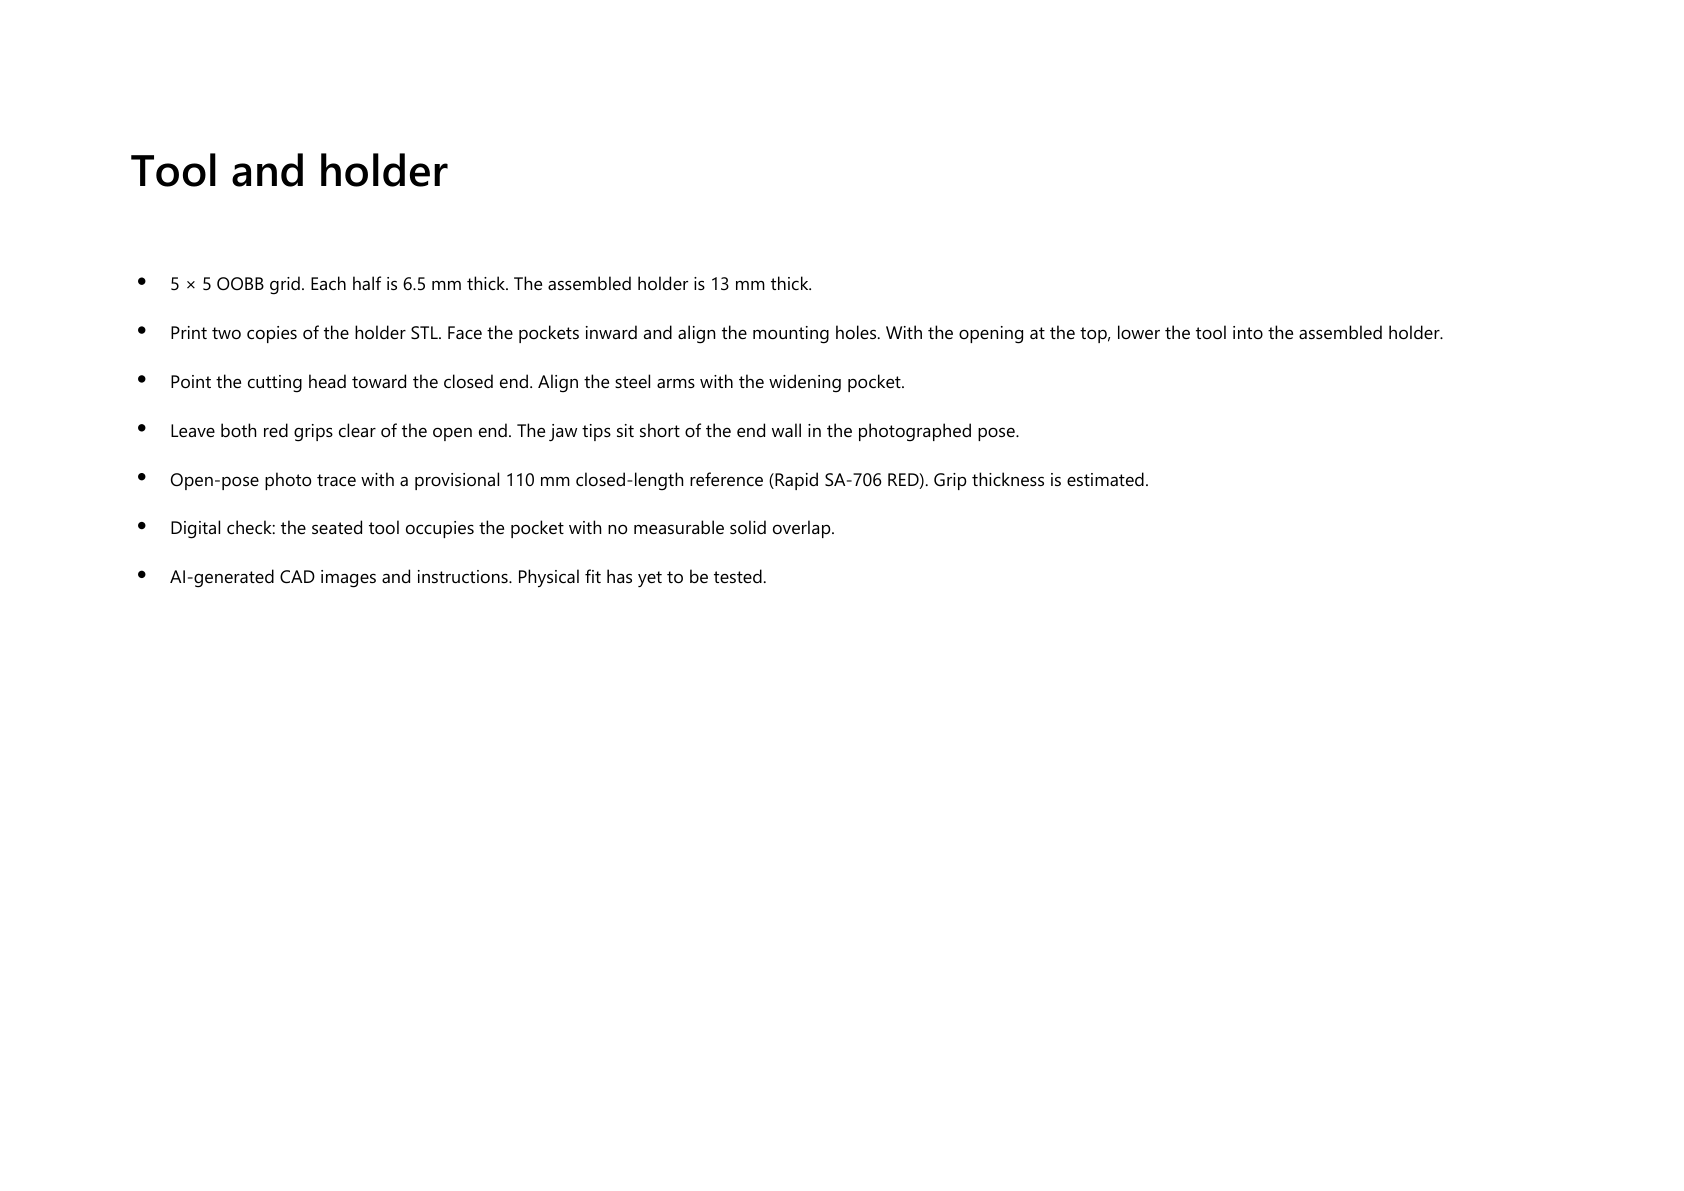 Tool and holder
• 5 × 5 OOBB grid. Each half is 6.5 mm thick. The assembled holder is 13 mm thick.
• Print two copies of the holder STL. Face the pockets inward and align the mounting holes. With the opening at the top, lower the tool into the assembled holder.
• Point the cutting head toward the closed end. Align the steel arms with the widening pocket.
• Leave both red grips clear of the open end. The jaw tips sit short of the end wall in the photographed pose.
• Open-pose photo trace with a provisional 110 mm closed-length reference (Rapid SA-706 RED). Grip thickness is estimated.
• Digital check: the seated tool occupies the pocket with no measurable solid overlap.
• AI-generated CAD images and instructions. Physical fit has yet to be tested.